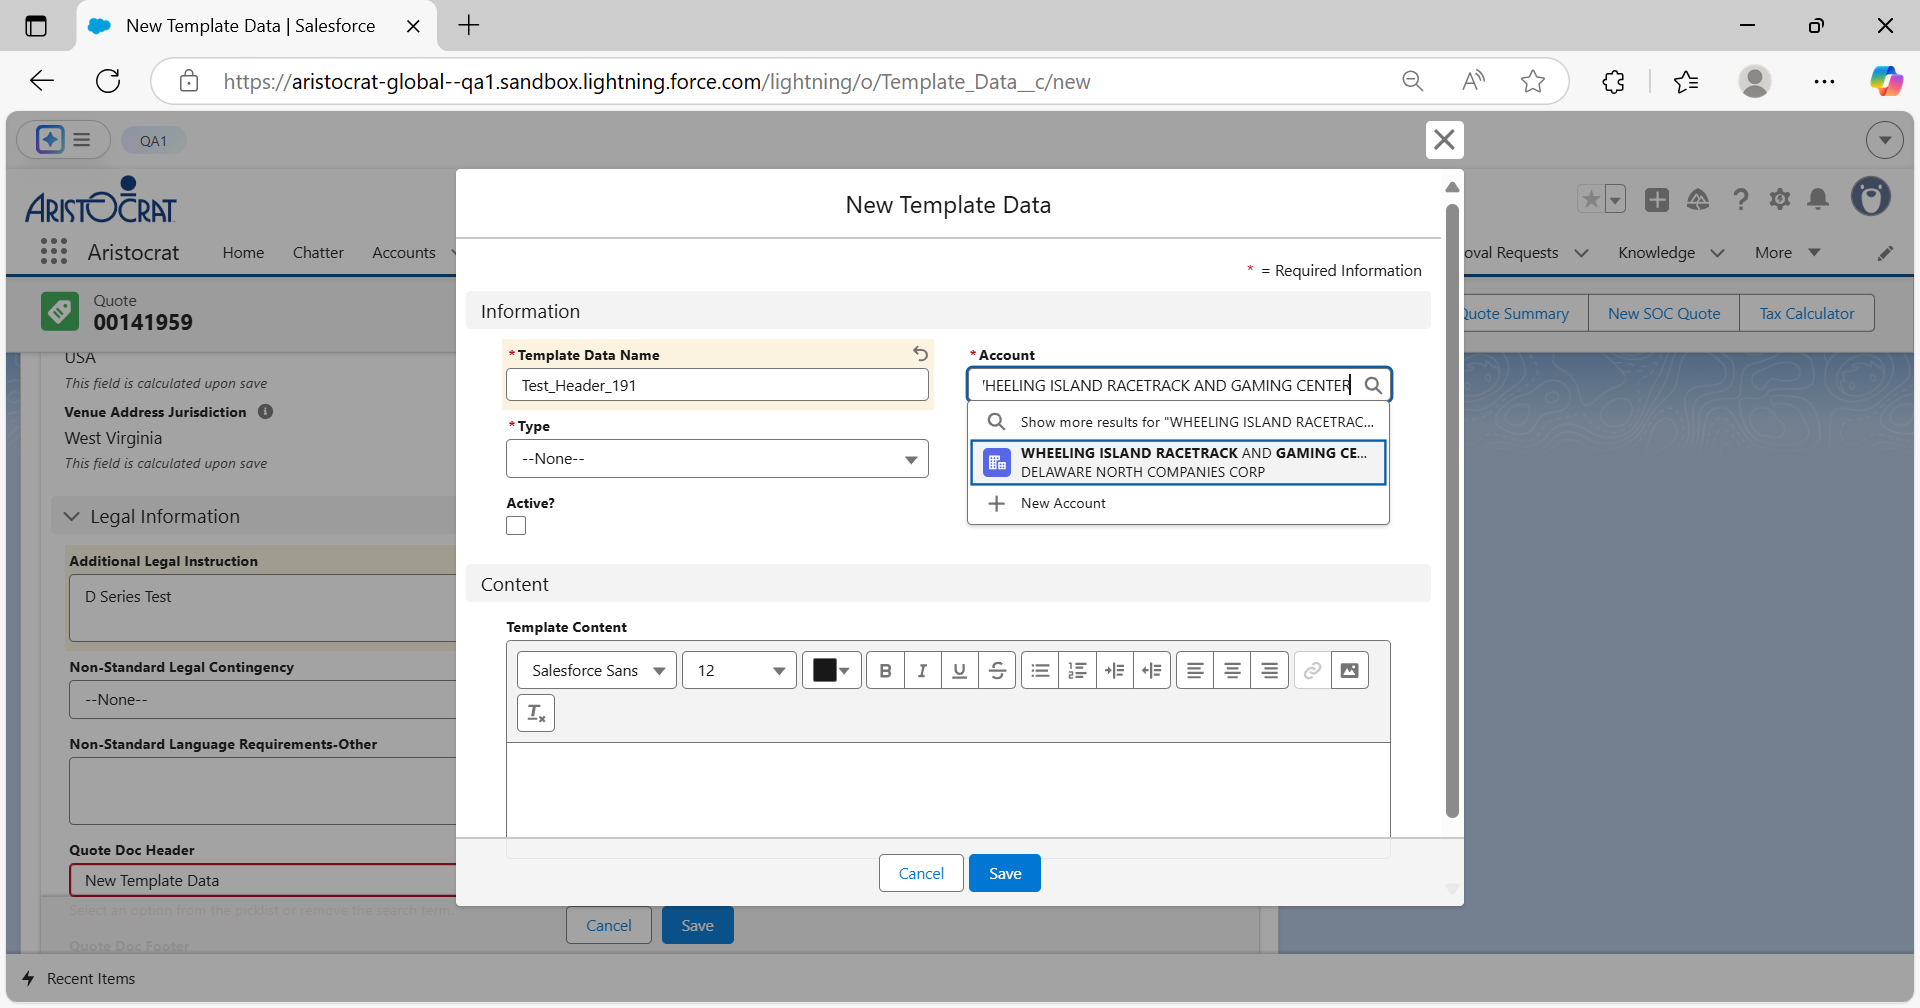 New Template Data | Salesforce
https://aristocrat-global--qa1.sandbox.lightning.force.com/lightning/o/Template_Data__c/new
QA1
ARISTOCRAT
Aristocrat
Home
Chatter
Accounts
oval Requests
Knowledge
More
Quote
00141959
Quote Summary
New SOC Quote
Tax Calculator
USA
This field is calculated upon save
Venue Address Jurisdiction
West Virginia
This field is calculated upon save
Legal Information
Additional Legal Instruction
D Series Test
Non-Standard Legal Contingency
--None--
Non-Standard Language Requirements-Other
Quote Doc Header
New Template Data
Select an option from the picklist or remove the search term.
Quote Doc Footer
Cancel
Save
Recent Items
New Template Data
* = Required Information
Information
*Template Data Name
Test_Header_191
*Account
HEELING ISLAND RACETRACK AND GAMING CENTER
Show more results for "WHEELING ISLAND RACETRAC...
WHEELING ISLAND RACETRACK AND GAMING CE...
DELAWARE NORTH COMPANIES CORP
New Account
*Type
--None--
Active?
Content
Template Content
Salesforce Sans
12
Cancel
Save